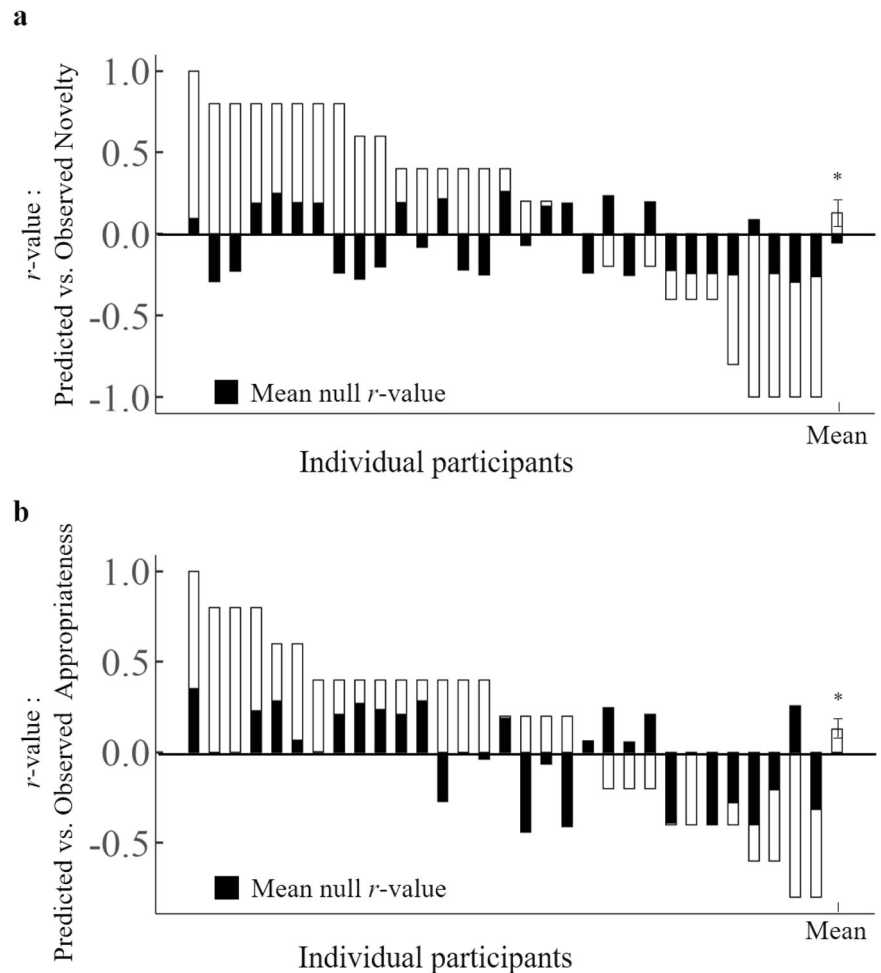 a
r-value :
Predicted vs. Observed Novelty
1.0
0.5
0.0
-0.5
-1.0
*
Mean null r-value
Mean
Individual participants
b
r-value :
Predicted vs. Observed Appropriateness
1.0
0.5
0.0
-0.5
*
Mean null r-value
Mean
Individual participants